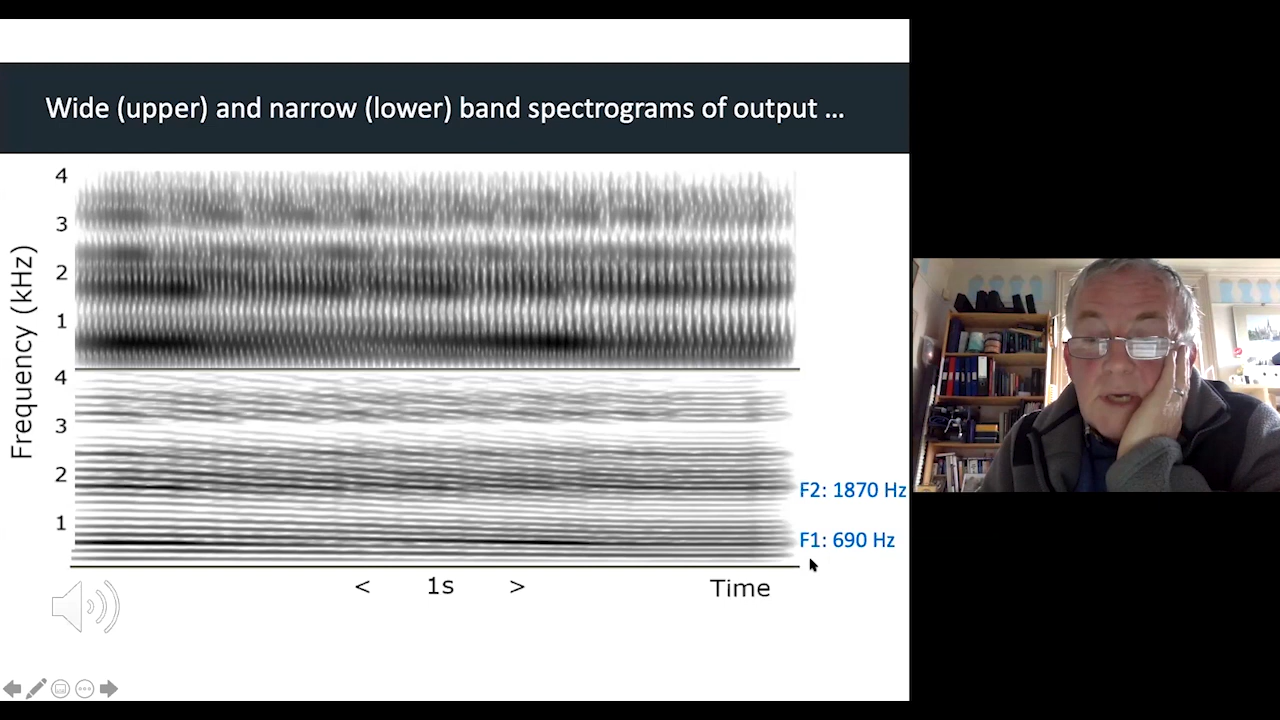 Wide (upper) and narrow (lower) band spectrograms of output ...
Frequency (kHz)
4
3
2
1
4
3
2
1
F2: 1870 Hz
F1: 690 Hz
< 1s >
Time